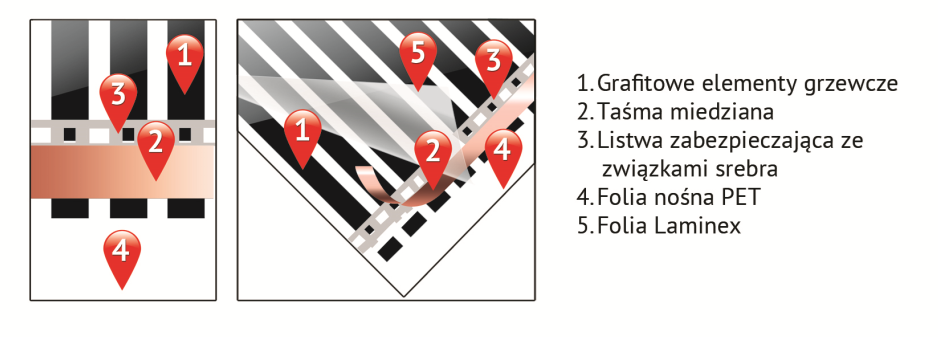 1
3
2
4
5
3
1
2
4
1. Grafitowe elementy grzewcze
2. Taśma miedziana
3. Listwa zabezpieczająca ze
związkami srebra
4. Folia nośna PET
5. Folia Laminex